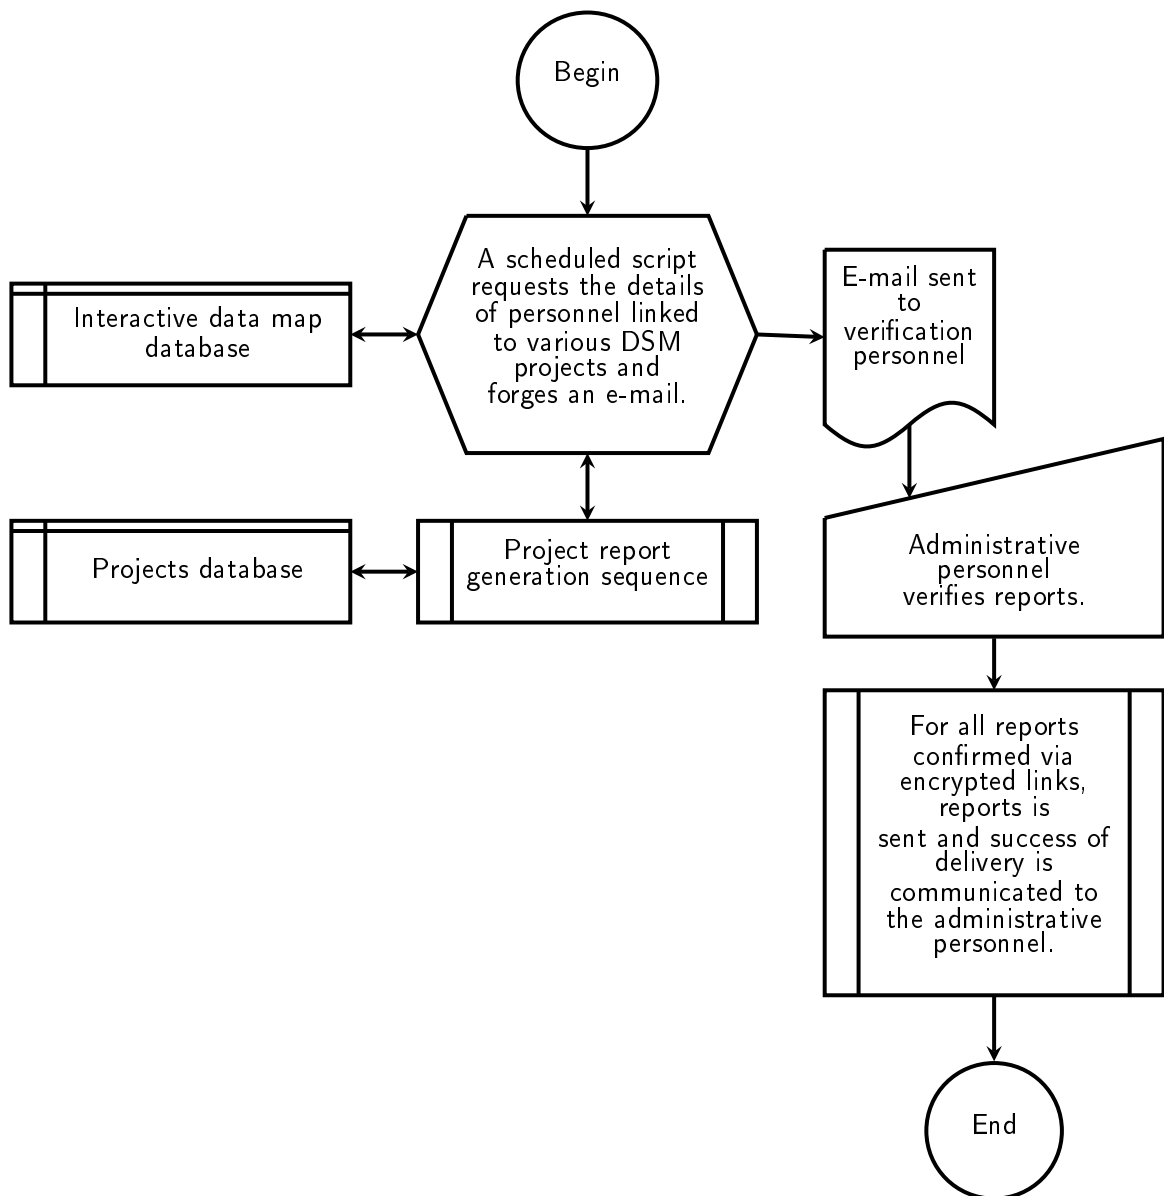 Begin
A scheduled script
requests the details
of personnel linked
to various DSM
projects and
forges an e-mail.
Interactive data map
database
E-mail sent
to
verification
personnel
Projects database
Project report
generation sequence
Administrative
personnel
verifies reports.
For all reports
confirmed via
encrypted links,
reports is
sent and success of
delivery is
communicated to
the administrative
personnel.
End